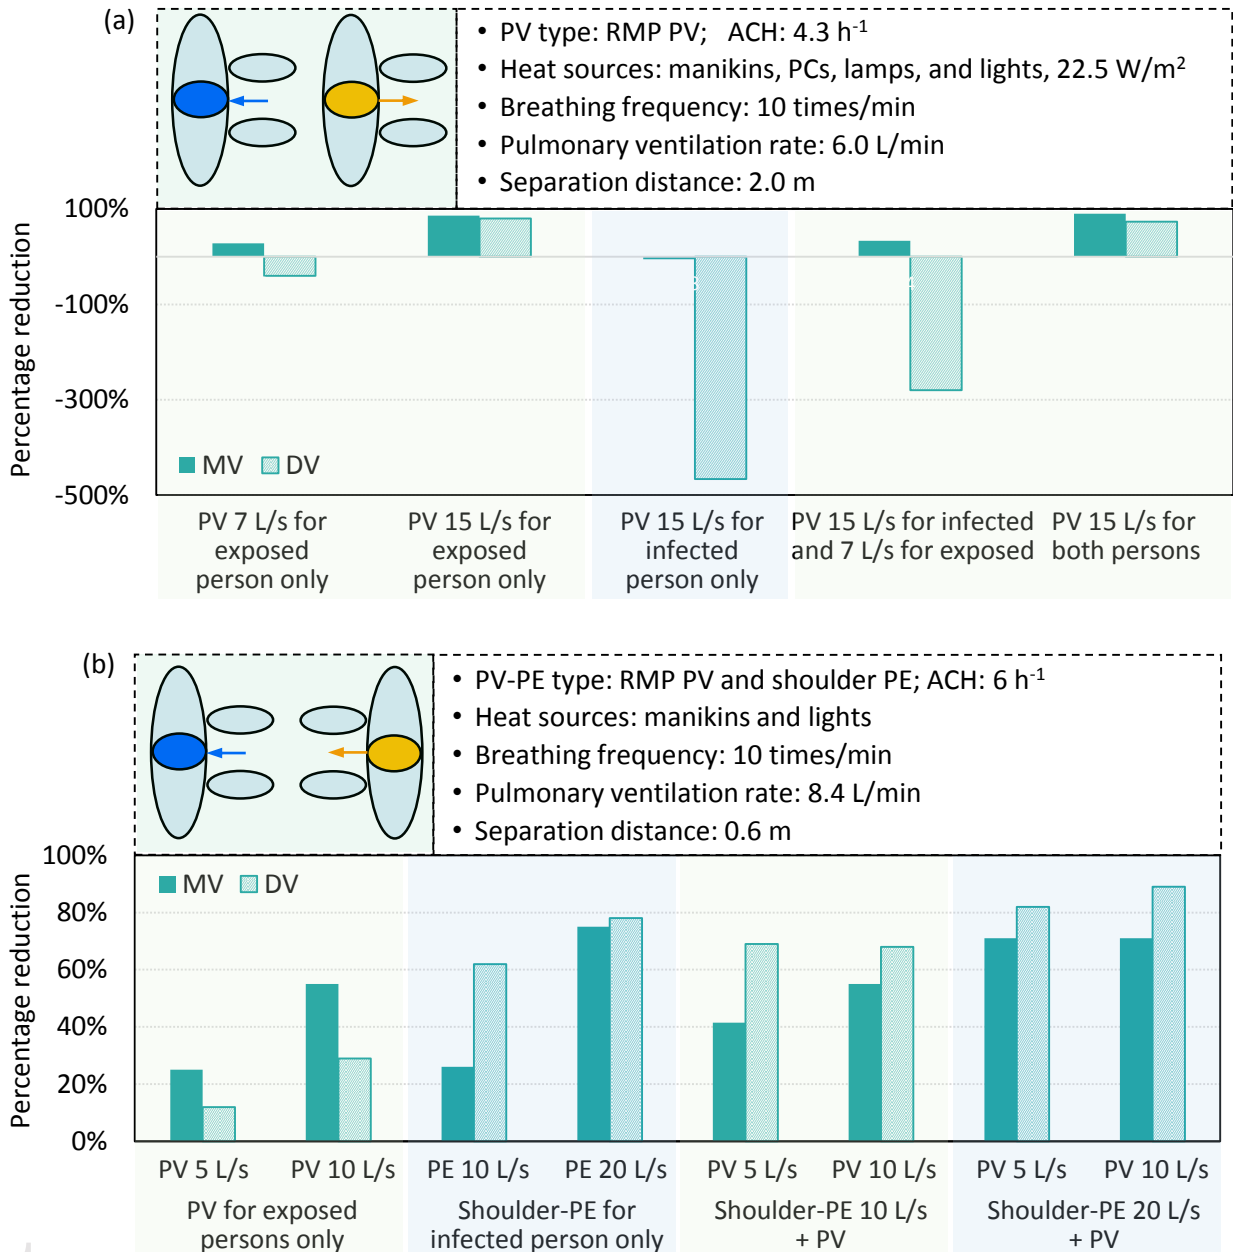 (a)
• PV type: RMP PV; ACH: 4.3 h⁻¹
• Heat sources: manikins, PCs, lamps, and lights, 22.5 W/m²
• Breathing frequency: 10 times/min
• Pulmonary ventilation rate: 6.0 L/min
• Separation distance: 2.0 m
Percentage reduction
100%
-100%
-300%
-500%
MV DV
PV 7 L/s for
exposed
person only
PV 15 L/s for
exposed
person only
PV 15 L/s for
infected
person only
PV 15 L/s for infected
and 7 L/s for exposed
PV 15 L/s for
both persons
(b)
• PV-PE type: RMP PV and shoulder PE; ACH: 6 h⁻¹
• Heat sources: manikins and lights
• Breathing frequency: 10 times/min
• Pulmonary ventilation rate: 8.4 L/min
• Separation distance: 0.6 m
Percentage reduction
100%
80%
60%
40%
20%
0%
MV DV
PV 5 L/s PV 10 L/s PE 10 L/s PE 20 L/s PV 5 L/s PV 10 L/s PV 5 L/s PV 10 L/s
PV for exposed
persons only
Shoulder-PE for
infected person only
Shoulder-PE 10 L/s
+ PV
Shoulder-PE 20 L/s
+ PV